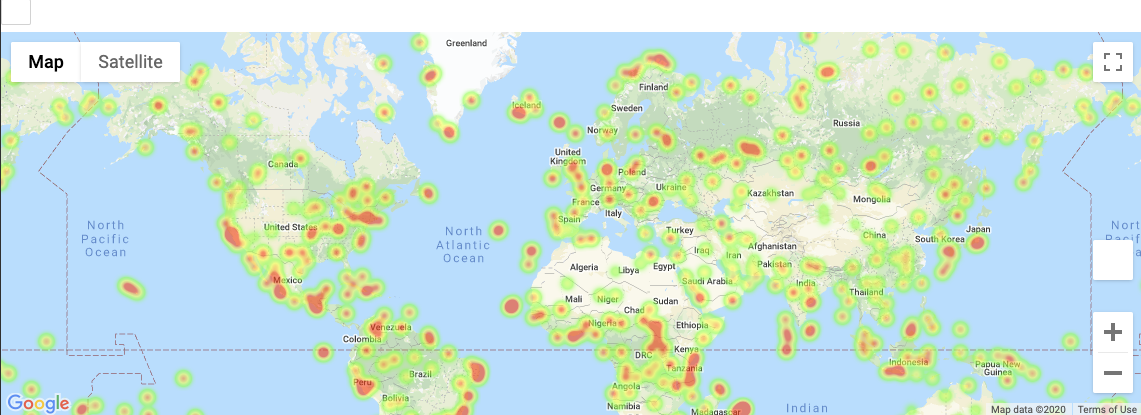 Map
Satellite
Greenland
Finland
Iceland
Sweden
Russia
Norway
United
Kingdom
Canada
Poland
Germany
Ukraine
Kazakhstan
Mongolia
France
Italy
Spain
United States
North
Pacific
Ocean
North
Atlantic
Ocean
Turkey
China
Japan
South Korea
Afghanistan
Iraq
Iran
Pakistan
Algeria
Libya
Egypt
Saudi Arabia
Mexico
India
Thailand
Mali
Niger
Sudan
Chad
Nigeria
Ethiopia
Venezuela
Colombia
DRC
Kenya
Tanzania
Indonesia
Papua New
Guinea
Peru
Brazil
Bolivia
Angola
Namibia
Madagascar
Indian
Google
Map data ©2020
Terms of Use